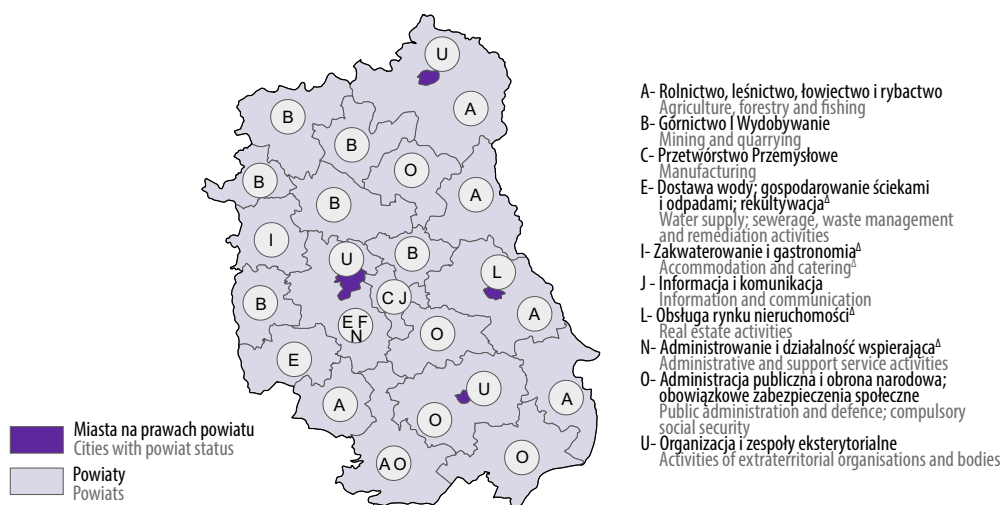 U
A
B
B
O
B
A
B
I
U
B
L
C J
B
E F
N
A
O
E
A
U
A
O
A O
O
Miasta na prawach powiatu
Cities with powiat status
Powiaty
Powiats
A- Rolnictwo, leśnictwo, łowiectwo i rybactwo
Agriculture, forestry and fishing
B- Górnictwo I Wydobywanie
Mining and quarrying
C- Przetwórstwo Przemysłowe
Manufacturing
E- Dostawa wody; gospodarowanie ściekami
i odpadami; rekultywacja∆
Water supply; sewerage, waste management
and remediation activities
I- Zakwaterowanie i gastronomia∆
Accommodation and catering∆
J - Informacja i komunikacja
Information and communication
L- Obsługa rynku nieruchomości∆
Real estate activities
N- Administrowanie i działalność wspierająca∆
Administrative and support service activities
O- Administracja publiczna i obrona narodowa;
obowiązkowe zabezpieczenia społeczne
Public administration and defence; compulsory
social security
U- Organizacje i zespoły eksterytorialne
Activities of extraterritorial organisations and bodies